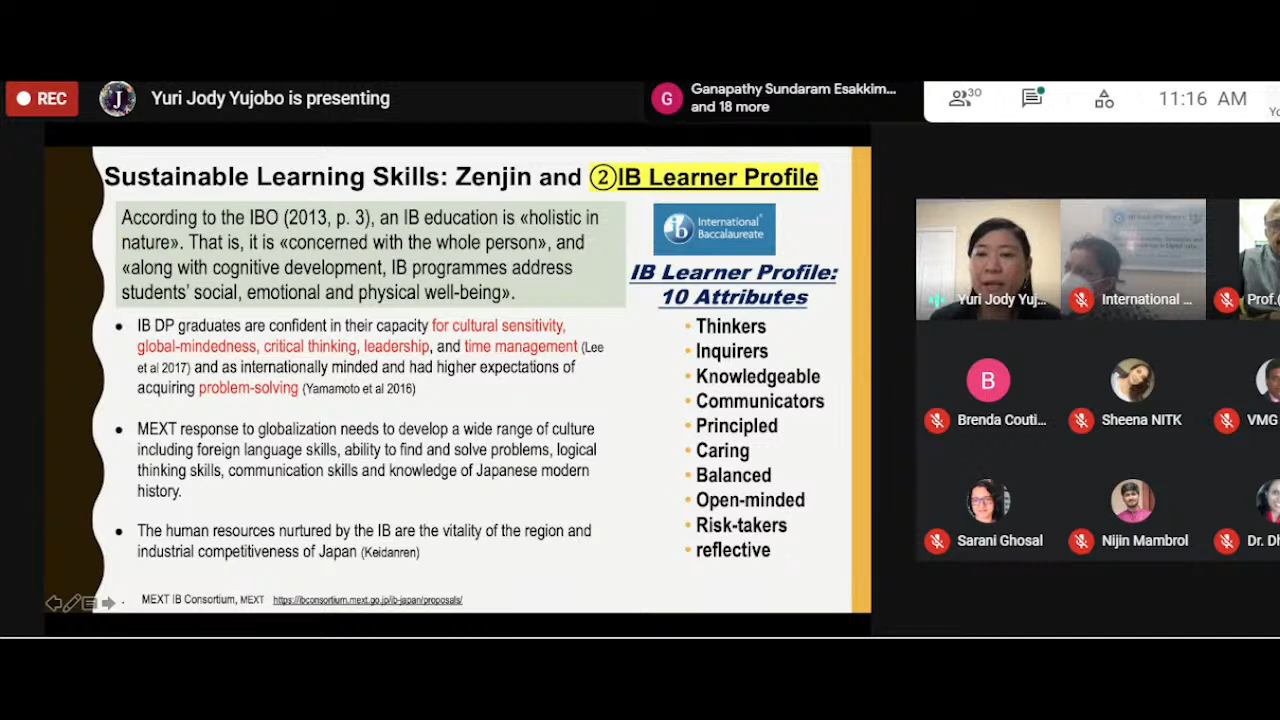 REC
J
Yuri Jody Yujobo is presenting
G
Ganapathy Sundaram Esakkim...
and 18 more
30
11:16 AM
Yo
Sustainable Learning Skills: Zenjin and ②IB Learner Profile
According to the IBO (2013, p. 3), an IB education is «holistic in
nature». That is, it is «concerned with the whole person», and
«along with cognitive development, IB programmes address
students' social, emotional and physical well-being».
• IB DP graduates are confident in their capacity for cultural sensitivity,
global-mindedness, critical thinking, leadership, and time management (Lee
et al 2017) and as internationally minded and had higher expectations of
acquiring problem-solving (Yamamoto et al 2016)
• MEXT response to globalization needs to develop a wide range of culture
including foreign language skills, ability to find and solve problems, logical
thinking skills, communication skills and knowledge of Japanese modern
history.
• The human resources nurtured by the IB are the vitality of the region and
industrial competitiveness of Japan (Keidanren)
. MEXT IB Consortium, MEXT https://ibconsortium.mext.go.jp/ib-japan/proposals/
ib
International
Baccalaureate
IB Learner Profile:
10 Attributes
• Thinkers
• Inquirers
• Knowledgeable
• Communicators
• Principled
• Caring
• Balanced
• Open-minded
• Risk-takers
• reflective
Yuri Jody Yuj...
International ...
Prof.(
B
Brenda Couti...
Sheena NITK
VMG
Sarani Ghosal
Nijin Mambrol
Dr. Dh